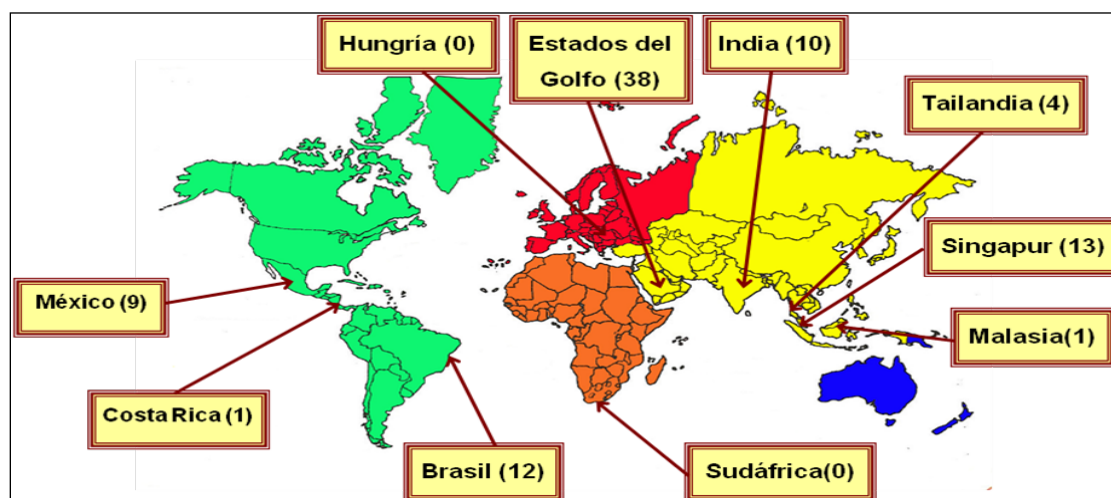 Hungría (0)
Estados del
Golfo (38)
India (10)
Tailandia (4)
Singapur (13)
México (9)
Malasia(1)
Costa Rica (1)
Brasil (12)
Sudáfrica(0)